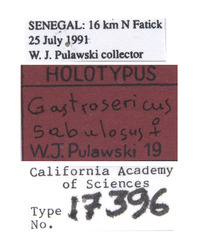 SENEGAL: 16 km N Fatick
25 July 1991
W. J. Pulawski collector
HOLOTYPUS
Gastrosericus
sabulosus ♀
W.J. Pulawski 19
California Academy
of Sciences
Type
No. 17396